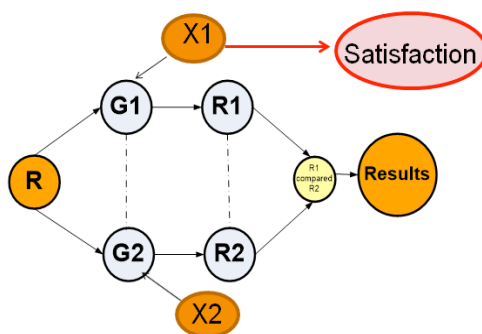 X1
Satisfaction
G1
R1
R
R1
compared
R2
Results
G2
R2
X2